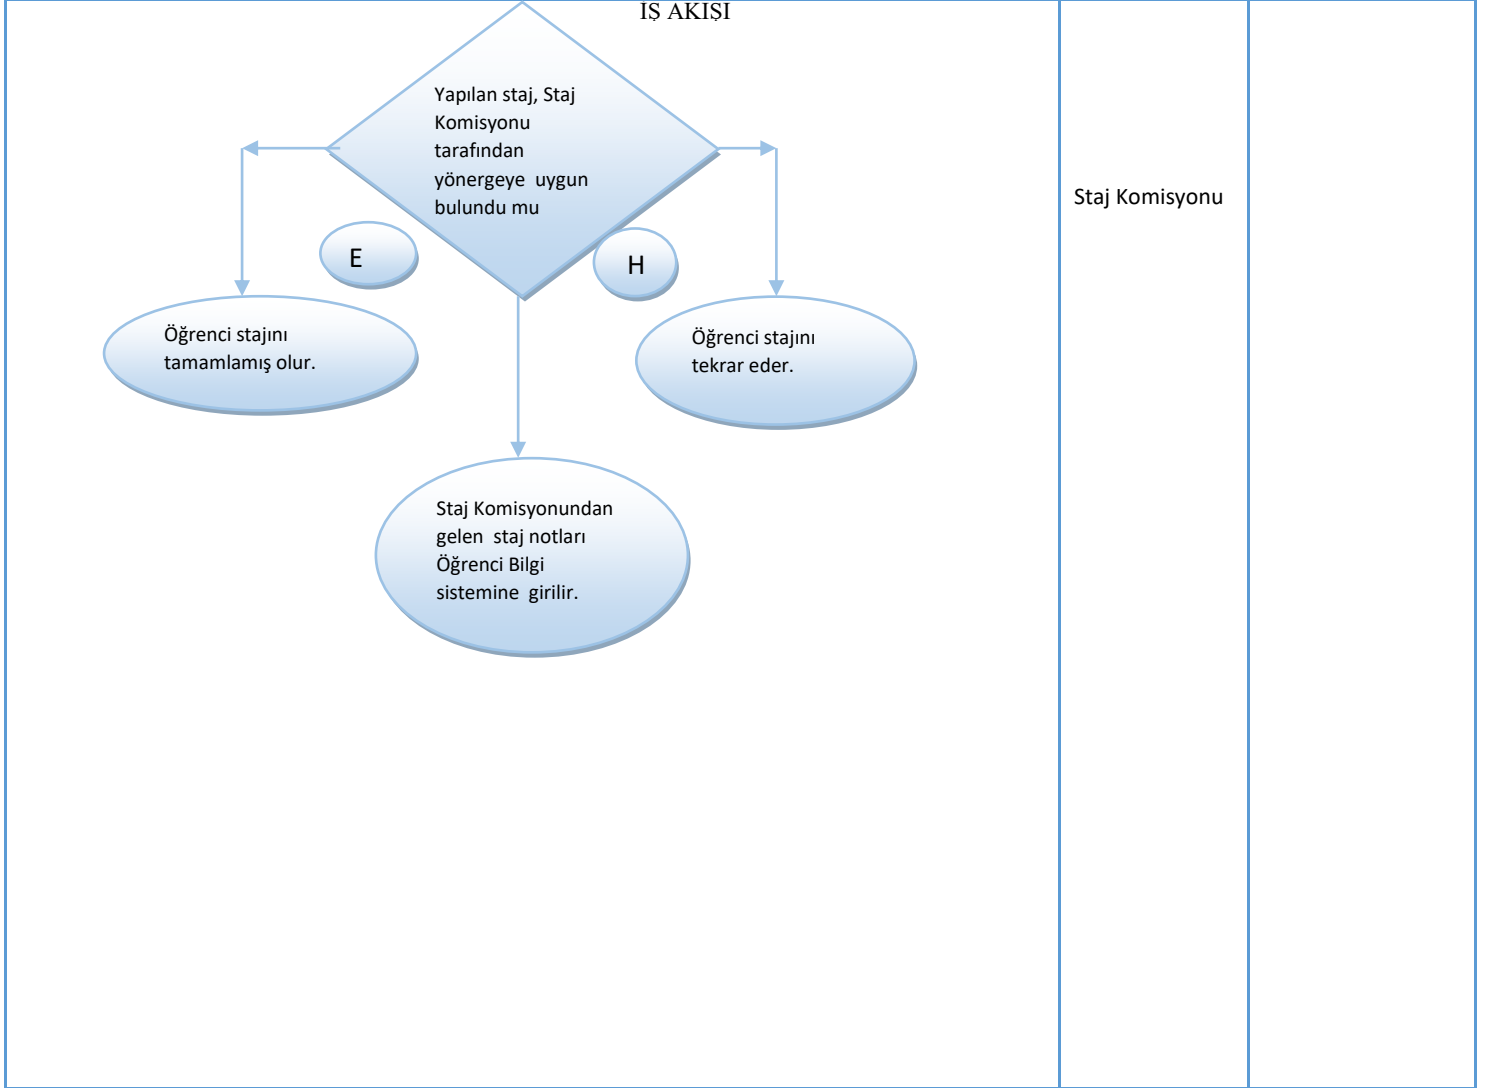 İŞ AKIŞI
Yapılan staj, Staj
Komisyonu
tarafından
yönergeye uygun
bulundu mu
Staj Komisyonu
E
H
Öğrenci stajını
tamamlamış olur.
Öğrenci stajını
tekrar eder.
Staj Komisyonundan
gelen staj notları
Öğrenci Bilgi
sistemine girilir.